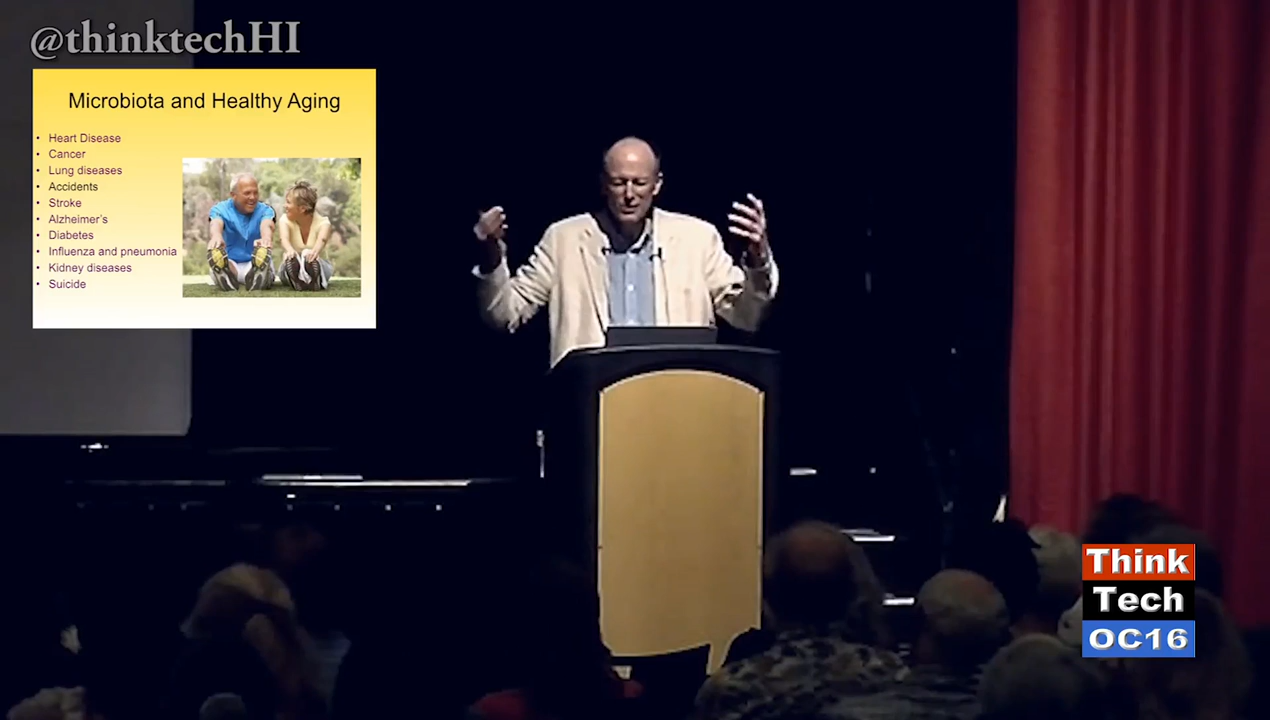 @thinktechHI
Microbiota and Healthy Aging
• Heart Disease
• Cancer
• Lung diseases
• Accidents
• Stroke
• Alzheimer's
• Diabetes
• Influenza and pneumonia
• Kidney diseases
• Suicide
Think
Tech
OC16